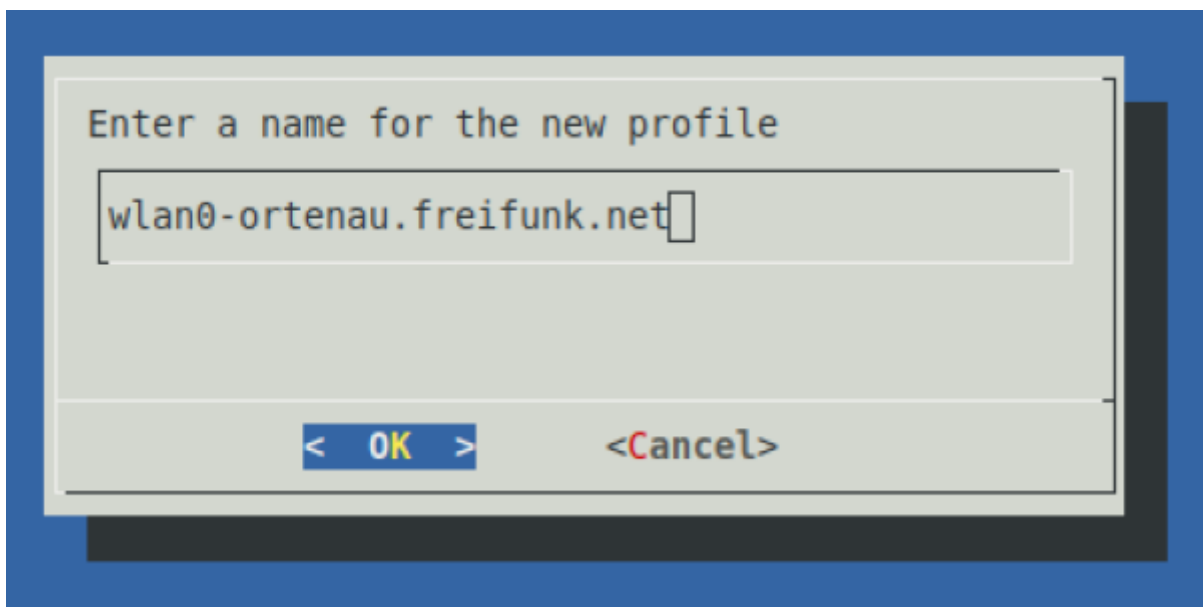 Enter a name for the new profile
wlan0-ortenau.freifunk.net
<  OK  > <Cancel>